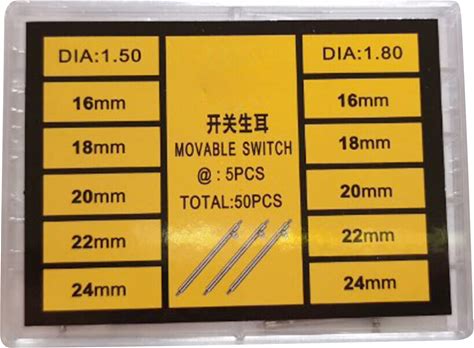 DIA:1.50
16mm
18mm
20mm
22mm
24mm
开关生耳
MOVABLE SWITCH
@ : 5PCS
TOTAL:50PCS
DIA:1.80
16mm
18mm
20mm
22mm
24mm